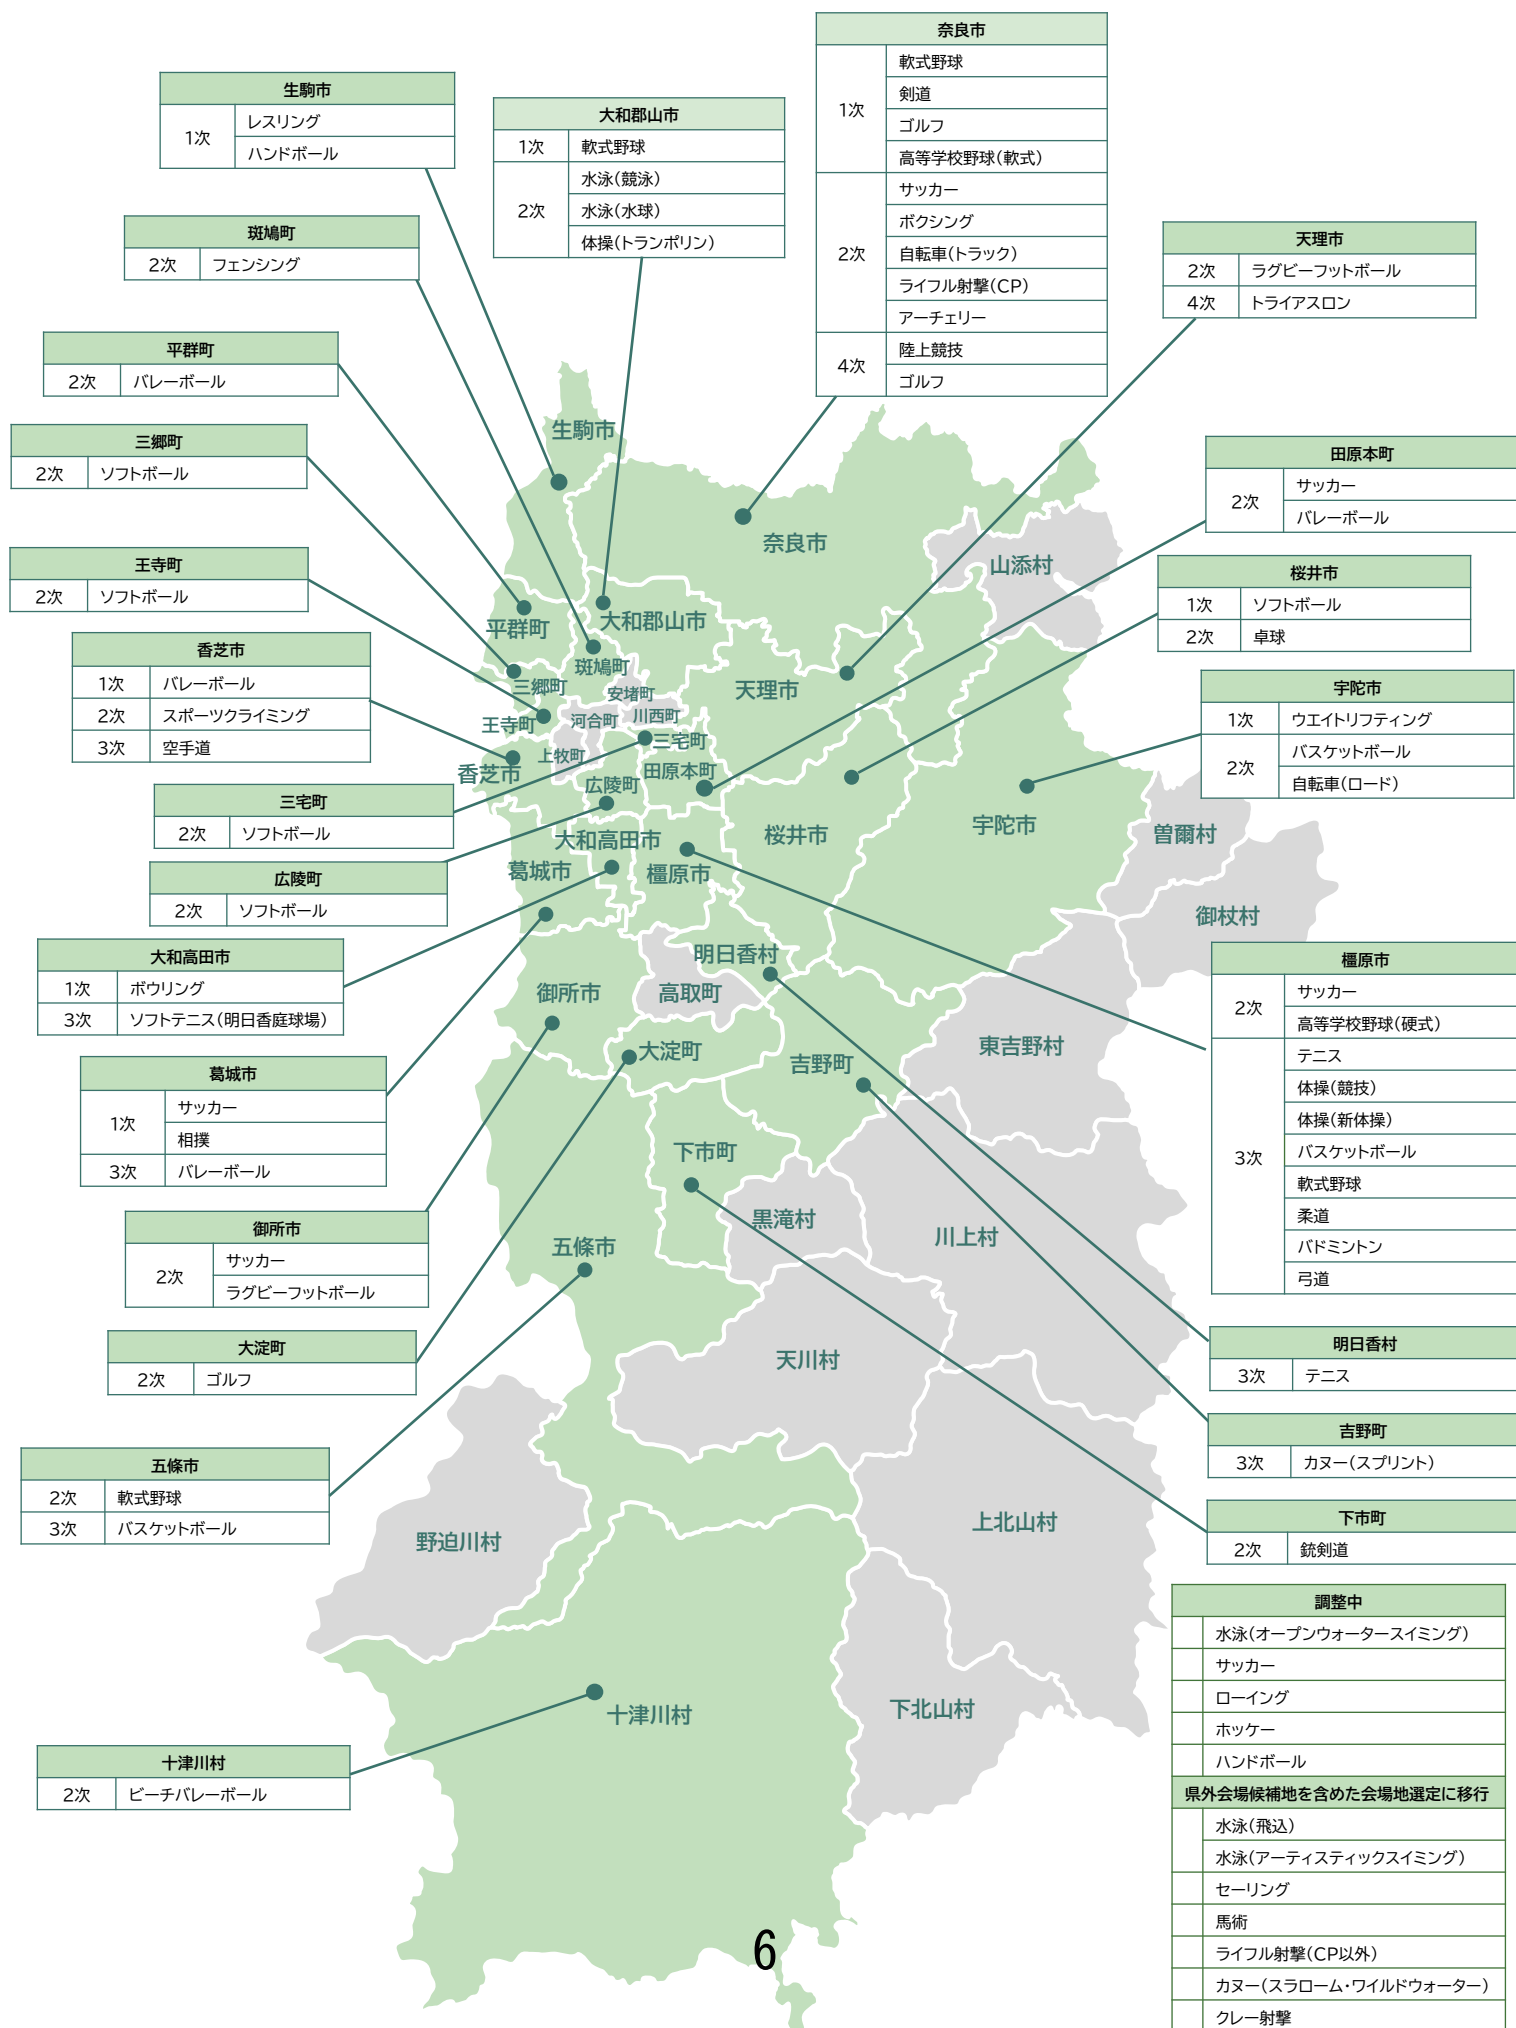 奈良市
1次
軟式野球
剣道
ゴルフ
高等学校野球(軟式)
2次
サッカー
ボクシング
自転車(トラック)
ライフル射撃(CP)
アーチェリー
4次
陸上競技
ゴルフ
生駒市
1次
レスリング
ハンドボール
大和郡山市
1次 軟式野球
2次
水泳(競泳)
水泳(水球)
体操(トランポリン)
斑鳩町
2次 フェンシング
天理市
2次 ラグビーフットボール
4次 トライアスロン
平群町
2次 バレーボール
三郷町
2次 ソフトボール
田原本町
2次
サッカー
バレーボール
王寺町
2次 ソフトボール
桜井市
1次 ソフトボール
2次 卓球
香芝市
1次 バレーボール
2次 スポーツクライミング
3次 空手道
宇陀市
1次 ウエイトリフティング
2次
バスケットボール
自転車(ロード)
三宅町
2次 ソフトボール
広陵町
2次 ソフトボール
大和高田市
1次 ボウリング
3次 ソフトテニス(明日香庭球場)
橿原市
2次
サッカー
高等学校野球(硬式)
3次
テニス
体操(競技)
体操(新体操)
バスケットボール
軟式野球
柔道
バドミントン
弓道
葛城市
1次
サッカー
相撲
3次 バレーボール
御所市
2次
サッカー
ラグビーフットボール
大淀町
2次 ゴルフ
明日香村
3次 テニス
吉野町
3次 カヌー(スプリント)
五條市
2次 軟式野球
3次 バスケットボール
下市町
2次 銃剣道
十津川村
2次 ビーチバレーボール
調整中
水泳(オープンウォータースイミング)
サッカー
ローイング
ホッケー
ハンドボール
県外会場候補地を含めた会場地選定に移行
水泳(飛込)
水泳(アーティスティックスイミング)
セーリング
馬術
ライフル射撃(CP以外)
カヌー(スラローム・ワイルドウォーター)
クレー射撃
生駒市
奈良市
山添村
平群町
大和郡山市
斑鳩町
三郷町
安堵町
天理市
王寺町
河合町
川西町
三宅町
上牧町
香芝市
田原本町
広陵町
大和高田市
桜井市
宇陀市
曽爾村
葛城市
橿原市
御杖村
明日香村
御所市
高取町
大淀町
吉野町
東吉野村
下市町
黒滝村
川上村
五條市
天川村
野迫川村
上北山村
十津川村
下北山村
6